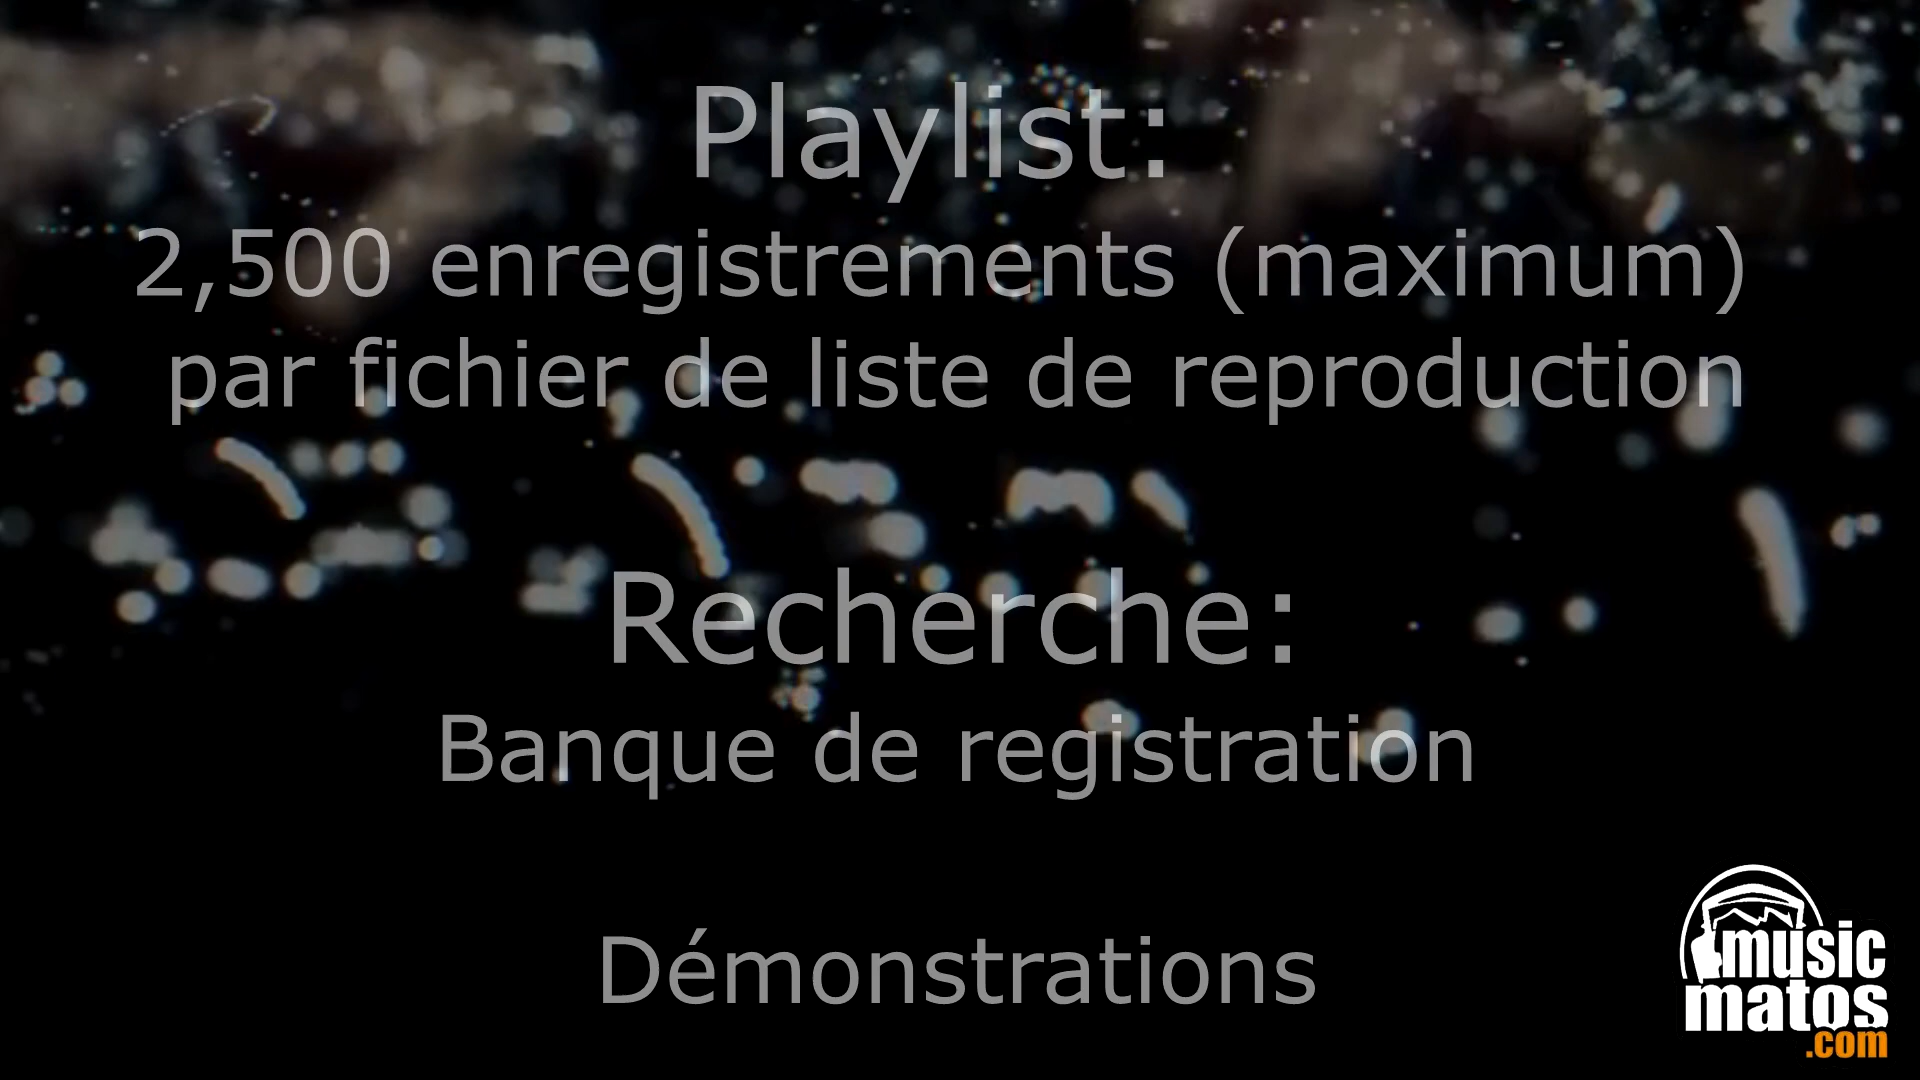 Playlist:
2,500 enregistrements (maximum)
par fichier de liste de reproduction
Recherche:
Banque de registration
Démonstrations
music
matos
.com